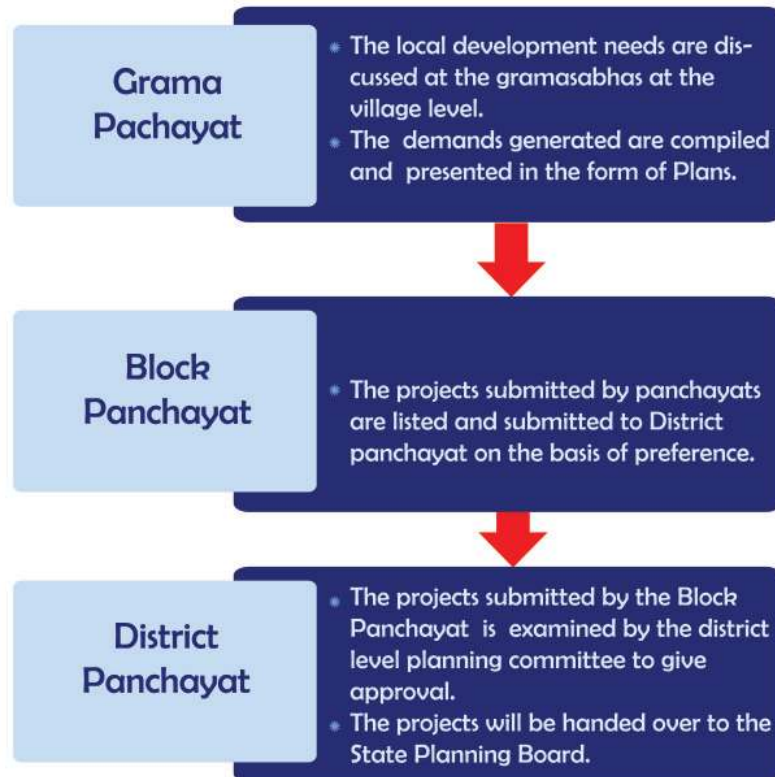 Grama
Pachayat
The local development needs are dis-
cussed at the gramasabhas at the
village level.
The demands generated are compiled
and presented in the form of Plans.
Block
Panchayat
The projects submitted by panchayats
are listed and submitted to District
panchayat on the basis of preference.
District
Panchayat
The projects submitted by the Block
Panchayat is examined by the district
level planning committee to give
approval.
The projects will be handed over to the
State Planning Board.